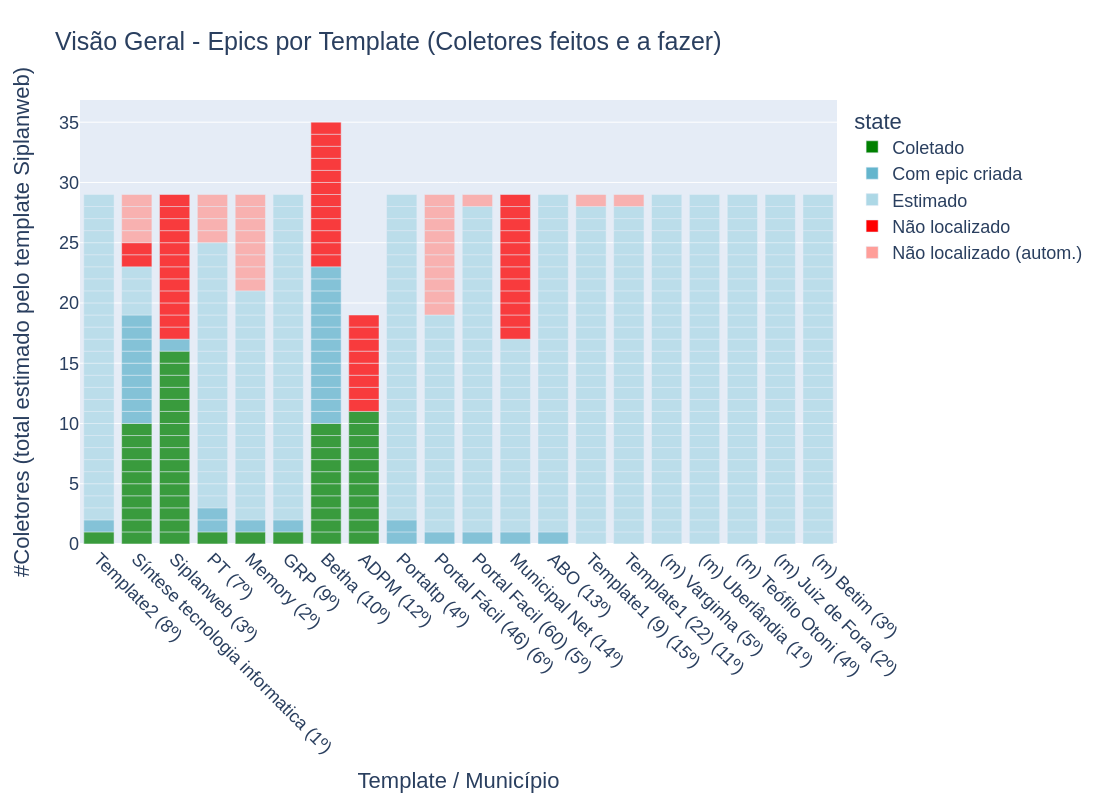 Visão Geral - Epics por Template (Coletores feitos e a fazer)
#Coletores (total estimado pelo template Siplanweb)
35
30
25
20
15
10
5
0
state
Coletado
Com epic criada
Estimado
Não localizado
Não localizado (autom.)
Template2 (8º)
Síntese tecnologia informatica (1º)
Siplanweb (3º)
PT (7º)
Memory (2º)
GRP (9º)
Betha (10º)
ADPM (12º)
Portaltp (4º)
Portal Fácil (46) (6º)
Portal Facil (60) (5º)
Municipal Net (14º)
ABO (13º)
Template1 (9) (15º)
Template1 (22) (11º)
(m) Varginha (5º)
(m) Uberlândia (1º)
(m) Teófilo Otoni (4º)
(m) Juiz de Fora (2º)
(m) Betim (3º)
Template / Município